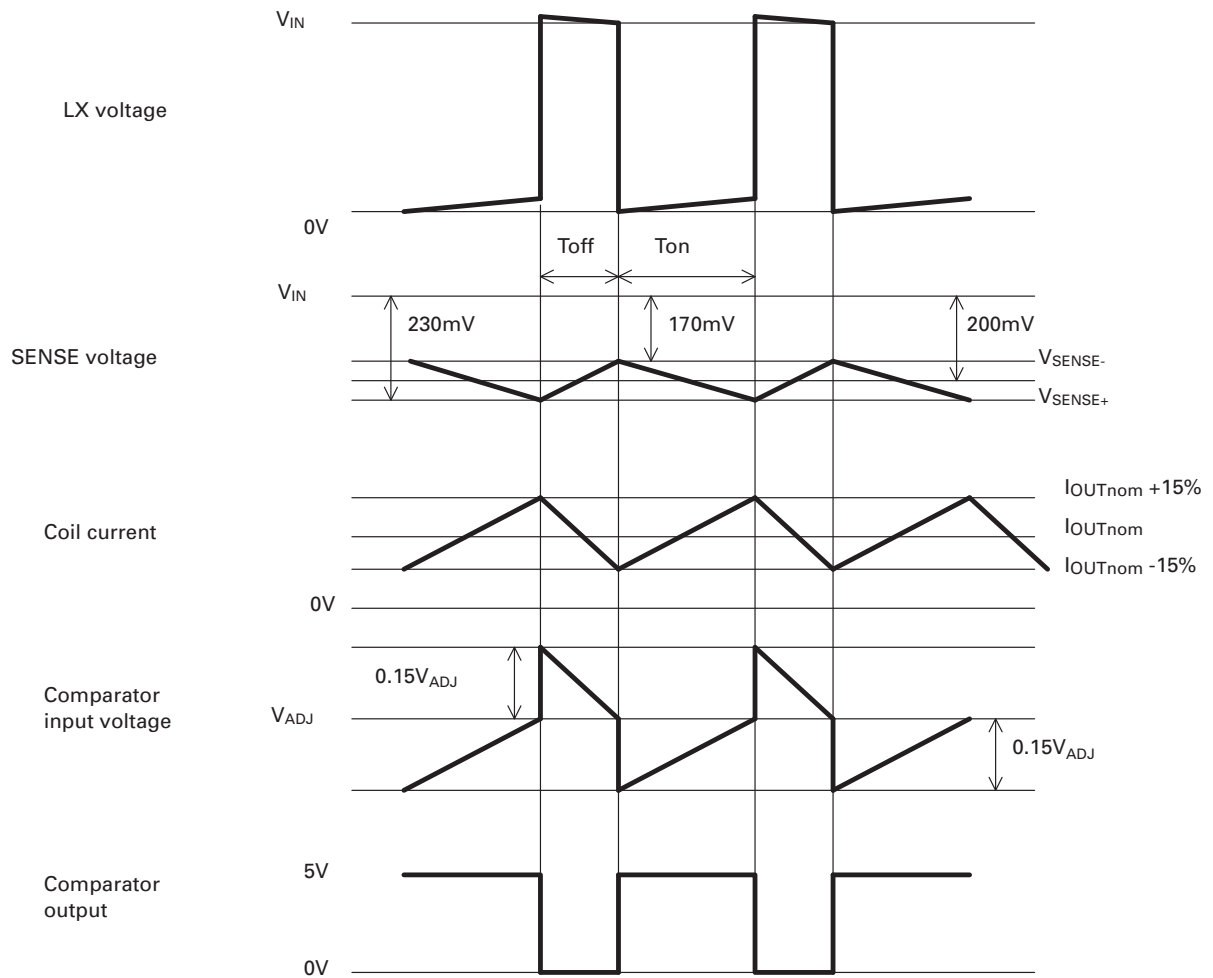 VIN
LX voltage
0V
Toff
Ton
VIN
230mV
170mV
200mV
SENSE voltage
VSENSE-
VSENSE+
IOUTnom +15%
Coil current
IOUTnom
IOUTnom -15%
0V
0.15VADJ
Comparator
input voltage
VADJ
0.15VADJ
5V
Comparator
output
0V